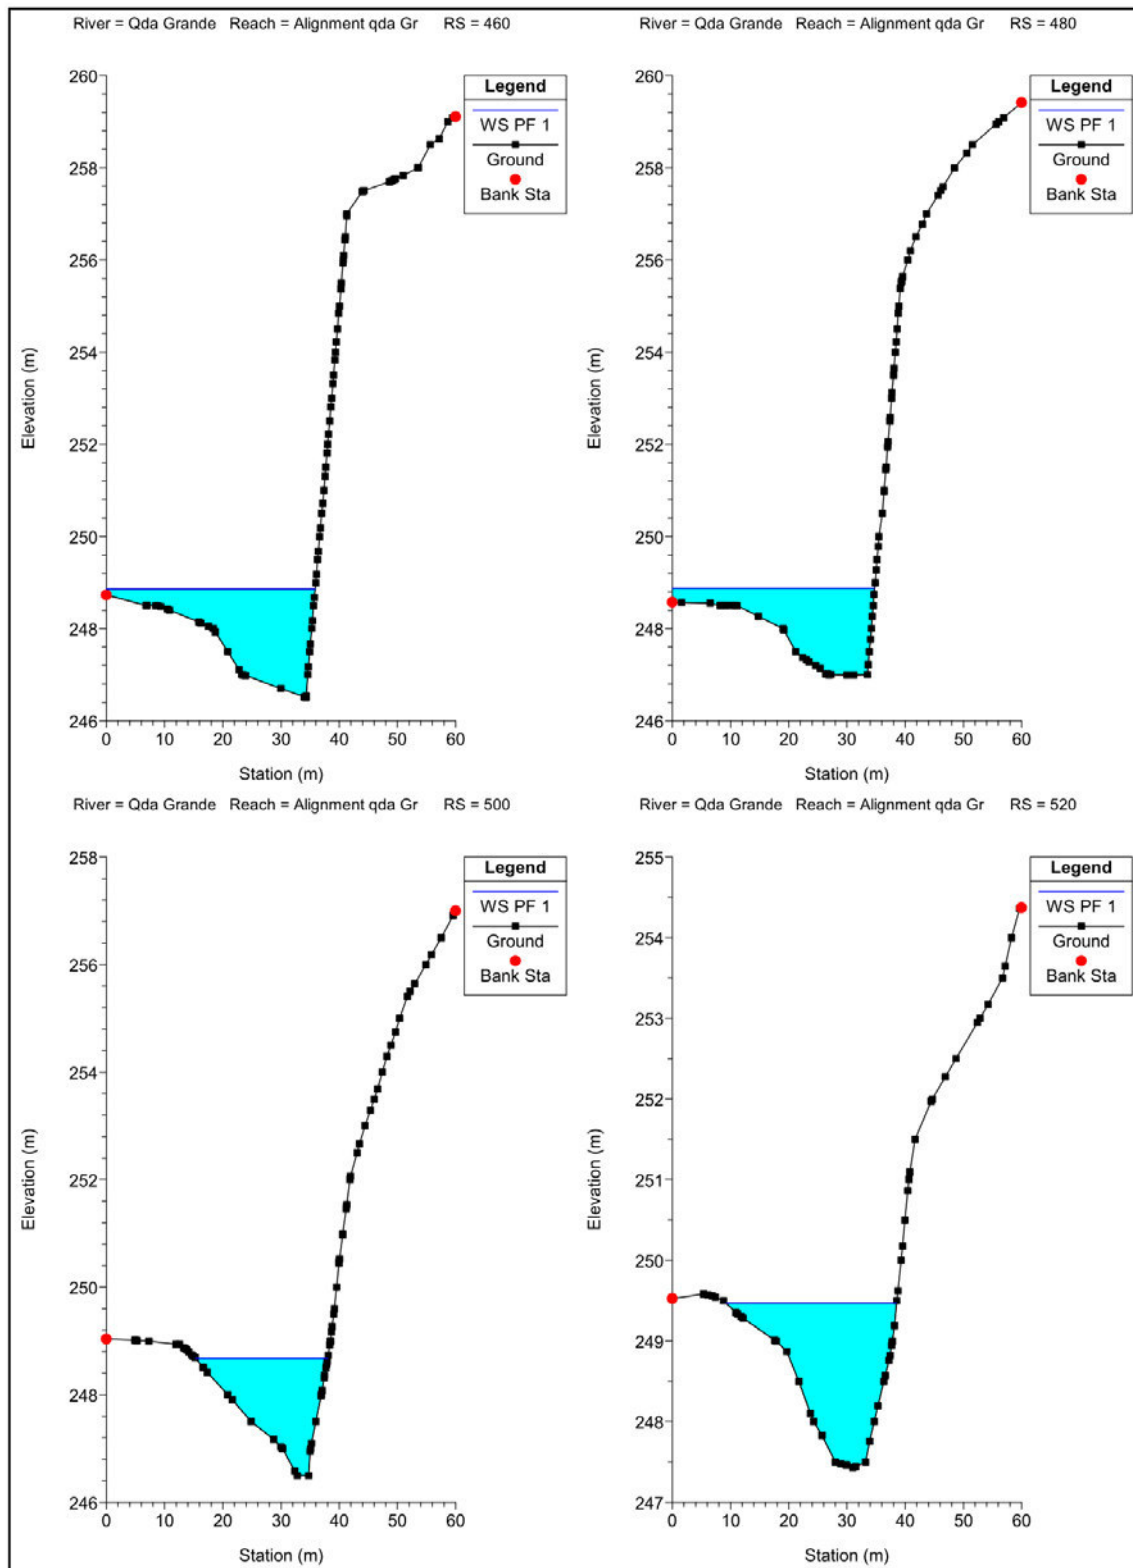 River = Qda Grande   Reach = Alignment qda Gr   RS = 460
260
258
256
254
252
250
248
246
0 10 20 30 40 50 60
Elevation (m)
Station (m)
Legend
WS PF 1
Ground
Bank Sta
River = Qda Grande   Reach = Alignment qda Gr   RS = 480
260
258
256
254
252
250
248
246
0 10 20 30 40 50 60
Elevation (m)
Station (m)
Legend
WS PF 1
Ground
Bank Sta
River = Qda Grande   Reach = Alignment qda Gr   RS = 500
258
256
254
252
250
248
246
0 10 20 30 40 50 60
Elevation (m)
Station (m)
Legend
WS PF 1
Ground
Bank Sta
River = Qda Grande   Reach = Alignment qda Gr   RS = 520
255
254
253
252
251
250
249
248
247
0 10 20 30 40 50 60
Elevation (m)
Station (m)
Legend
WS PF 1
Ground
Bank Sta